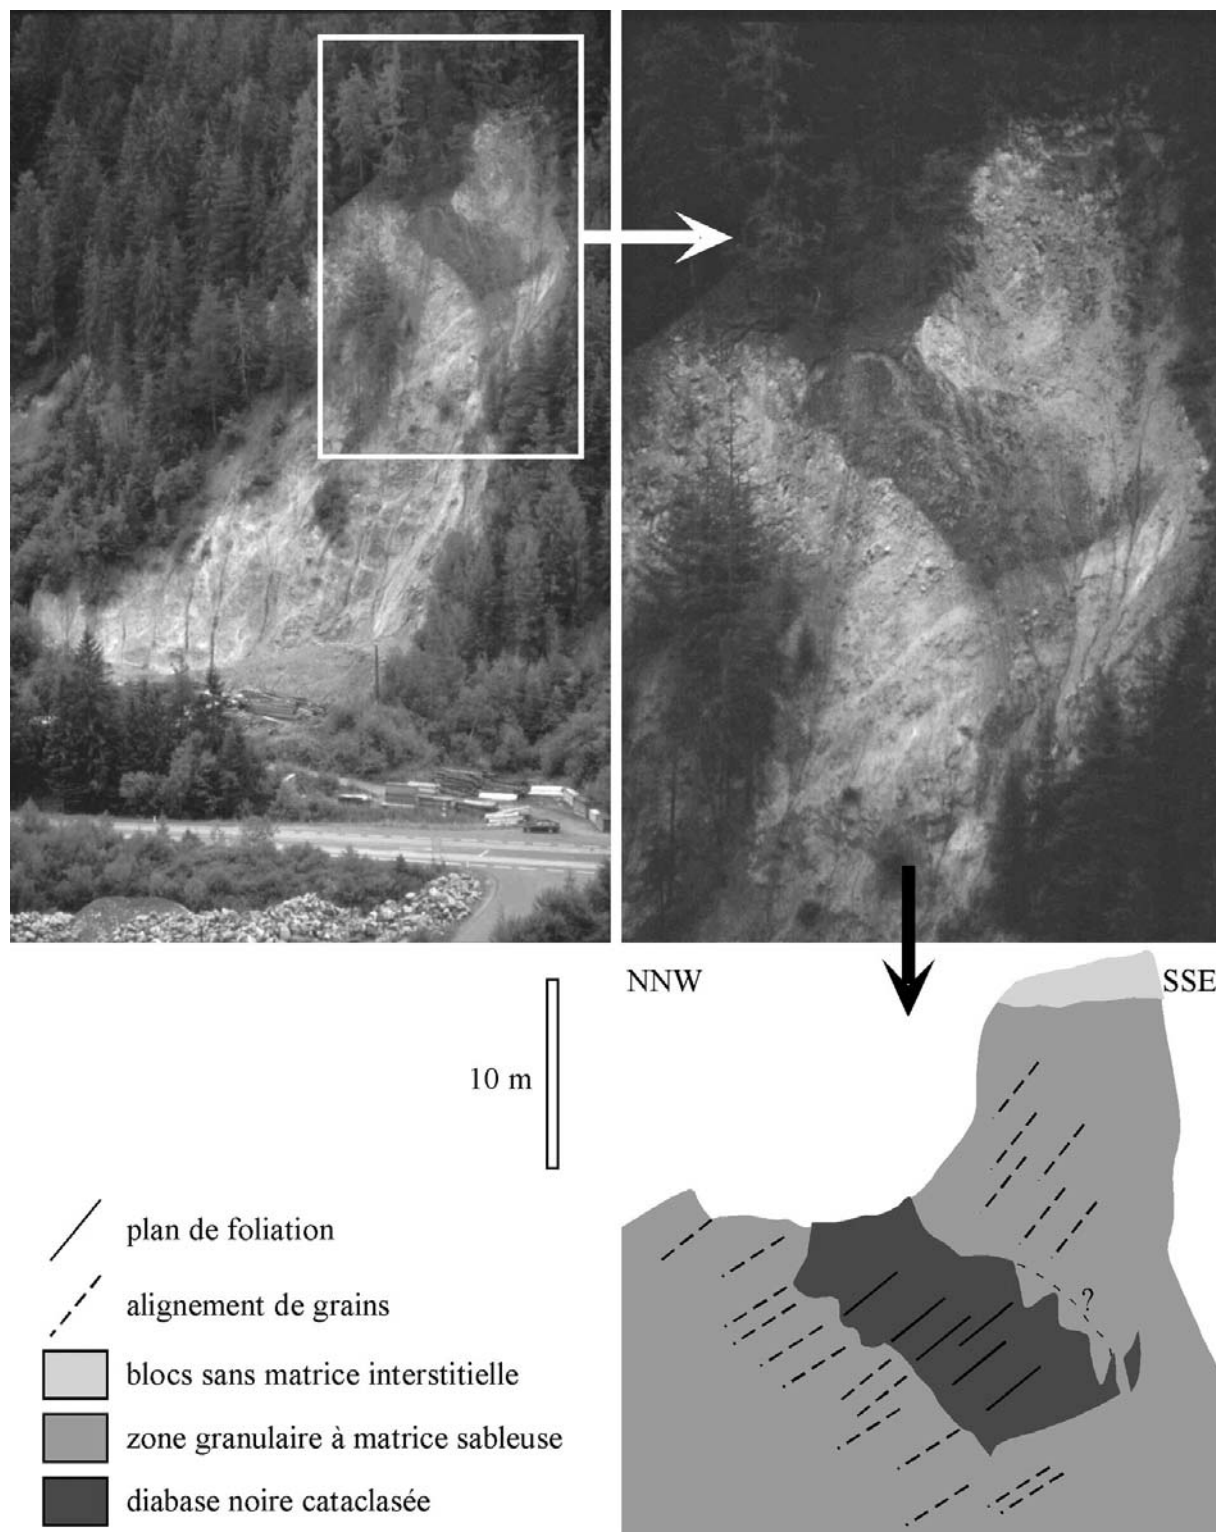 NNW
SSE
10 m
?
plan de foliation
alignement de grains
blocs sans matrice interstitielle
zone granulaire à matrice sableuse
diabase noire cataclasée